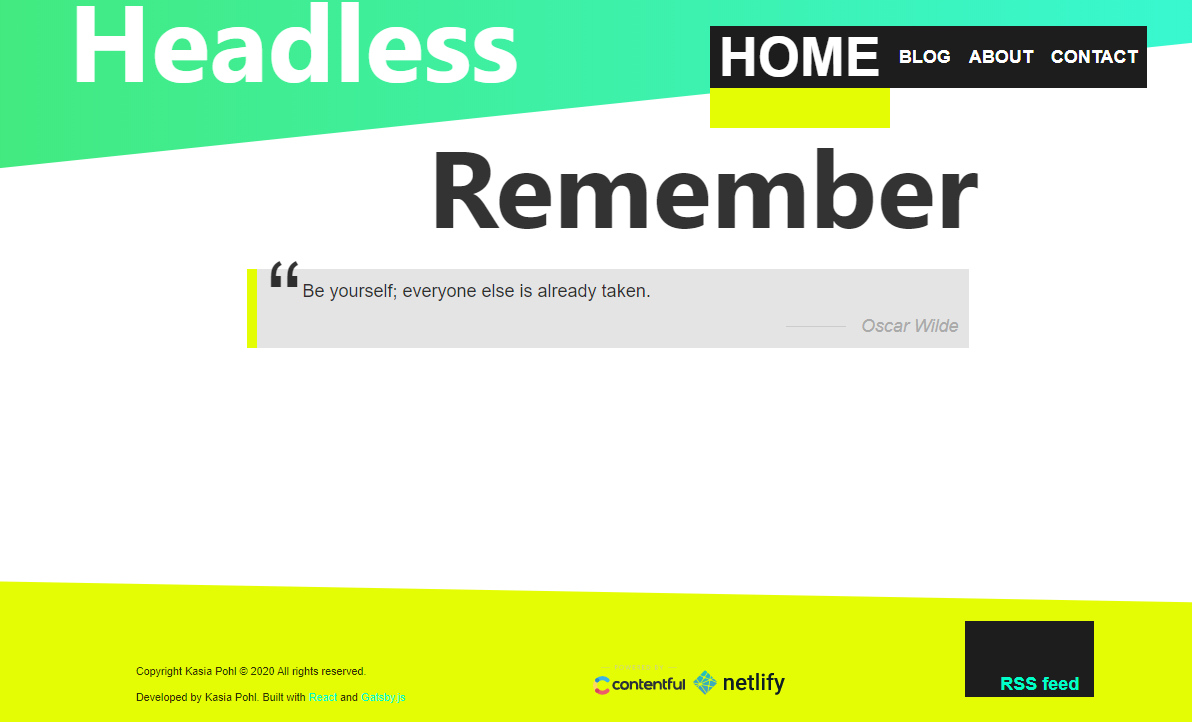 Headless
HOME BLOG ABOUT CONTACT
Remember
“Be yourself; everyone else is already taken.
Oscar Wilde
Copyright Kasia Pohl © 2020 All rights reserved.
Developed by Kasia Pohl. Built with React and Gatsby.js
POWERED BY
contentful
netlify
RSS feed